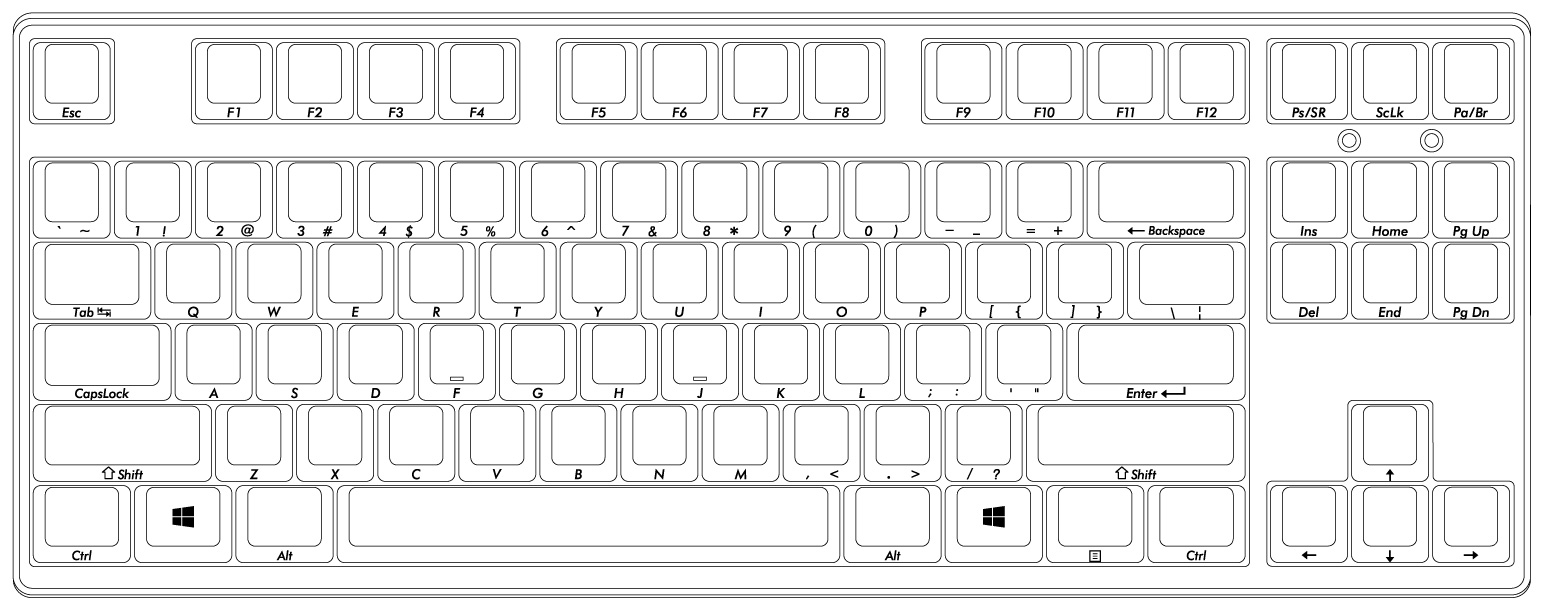 Esc F1 F2 F3 F4 F5 F6 F7 F8 F9 F10 F11 F12 Ps/SR ScLk Pa/Br
` ~ 1 ! 2 @ 3 # 4 $ 5 % 6 ^ 7 & 8 * 9 ( 0 ) – _ = + ← Backspace Ins Home Pg Up
Tab ↹ Q W E R T Y U I O P [ { ] } \ ¦ Del End Pg Dn
CapsLock A S D F G H J K L ; : ' " Enter ↵
⇧ Shift Z X C V B N M , < . > / ? ⇧ Shift ↑
Ctrl Alt Alt Ctrl ← ↓ →